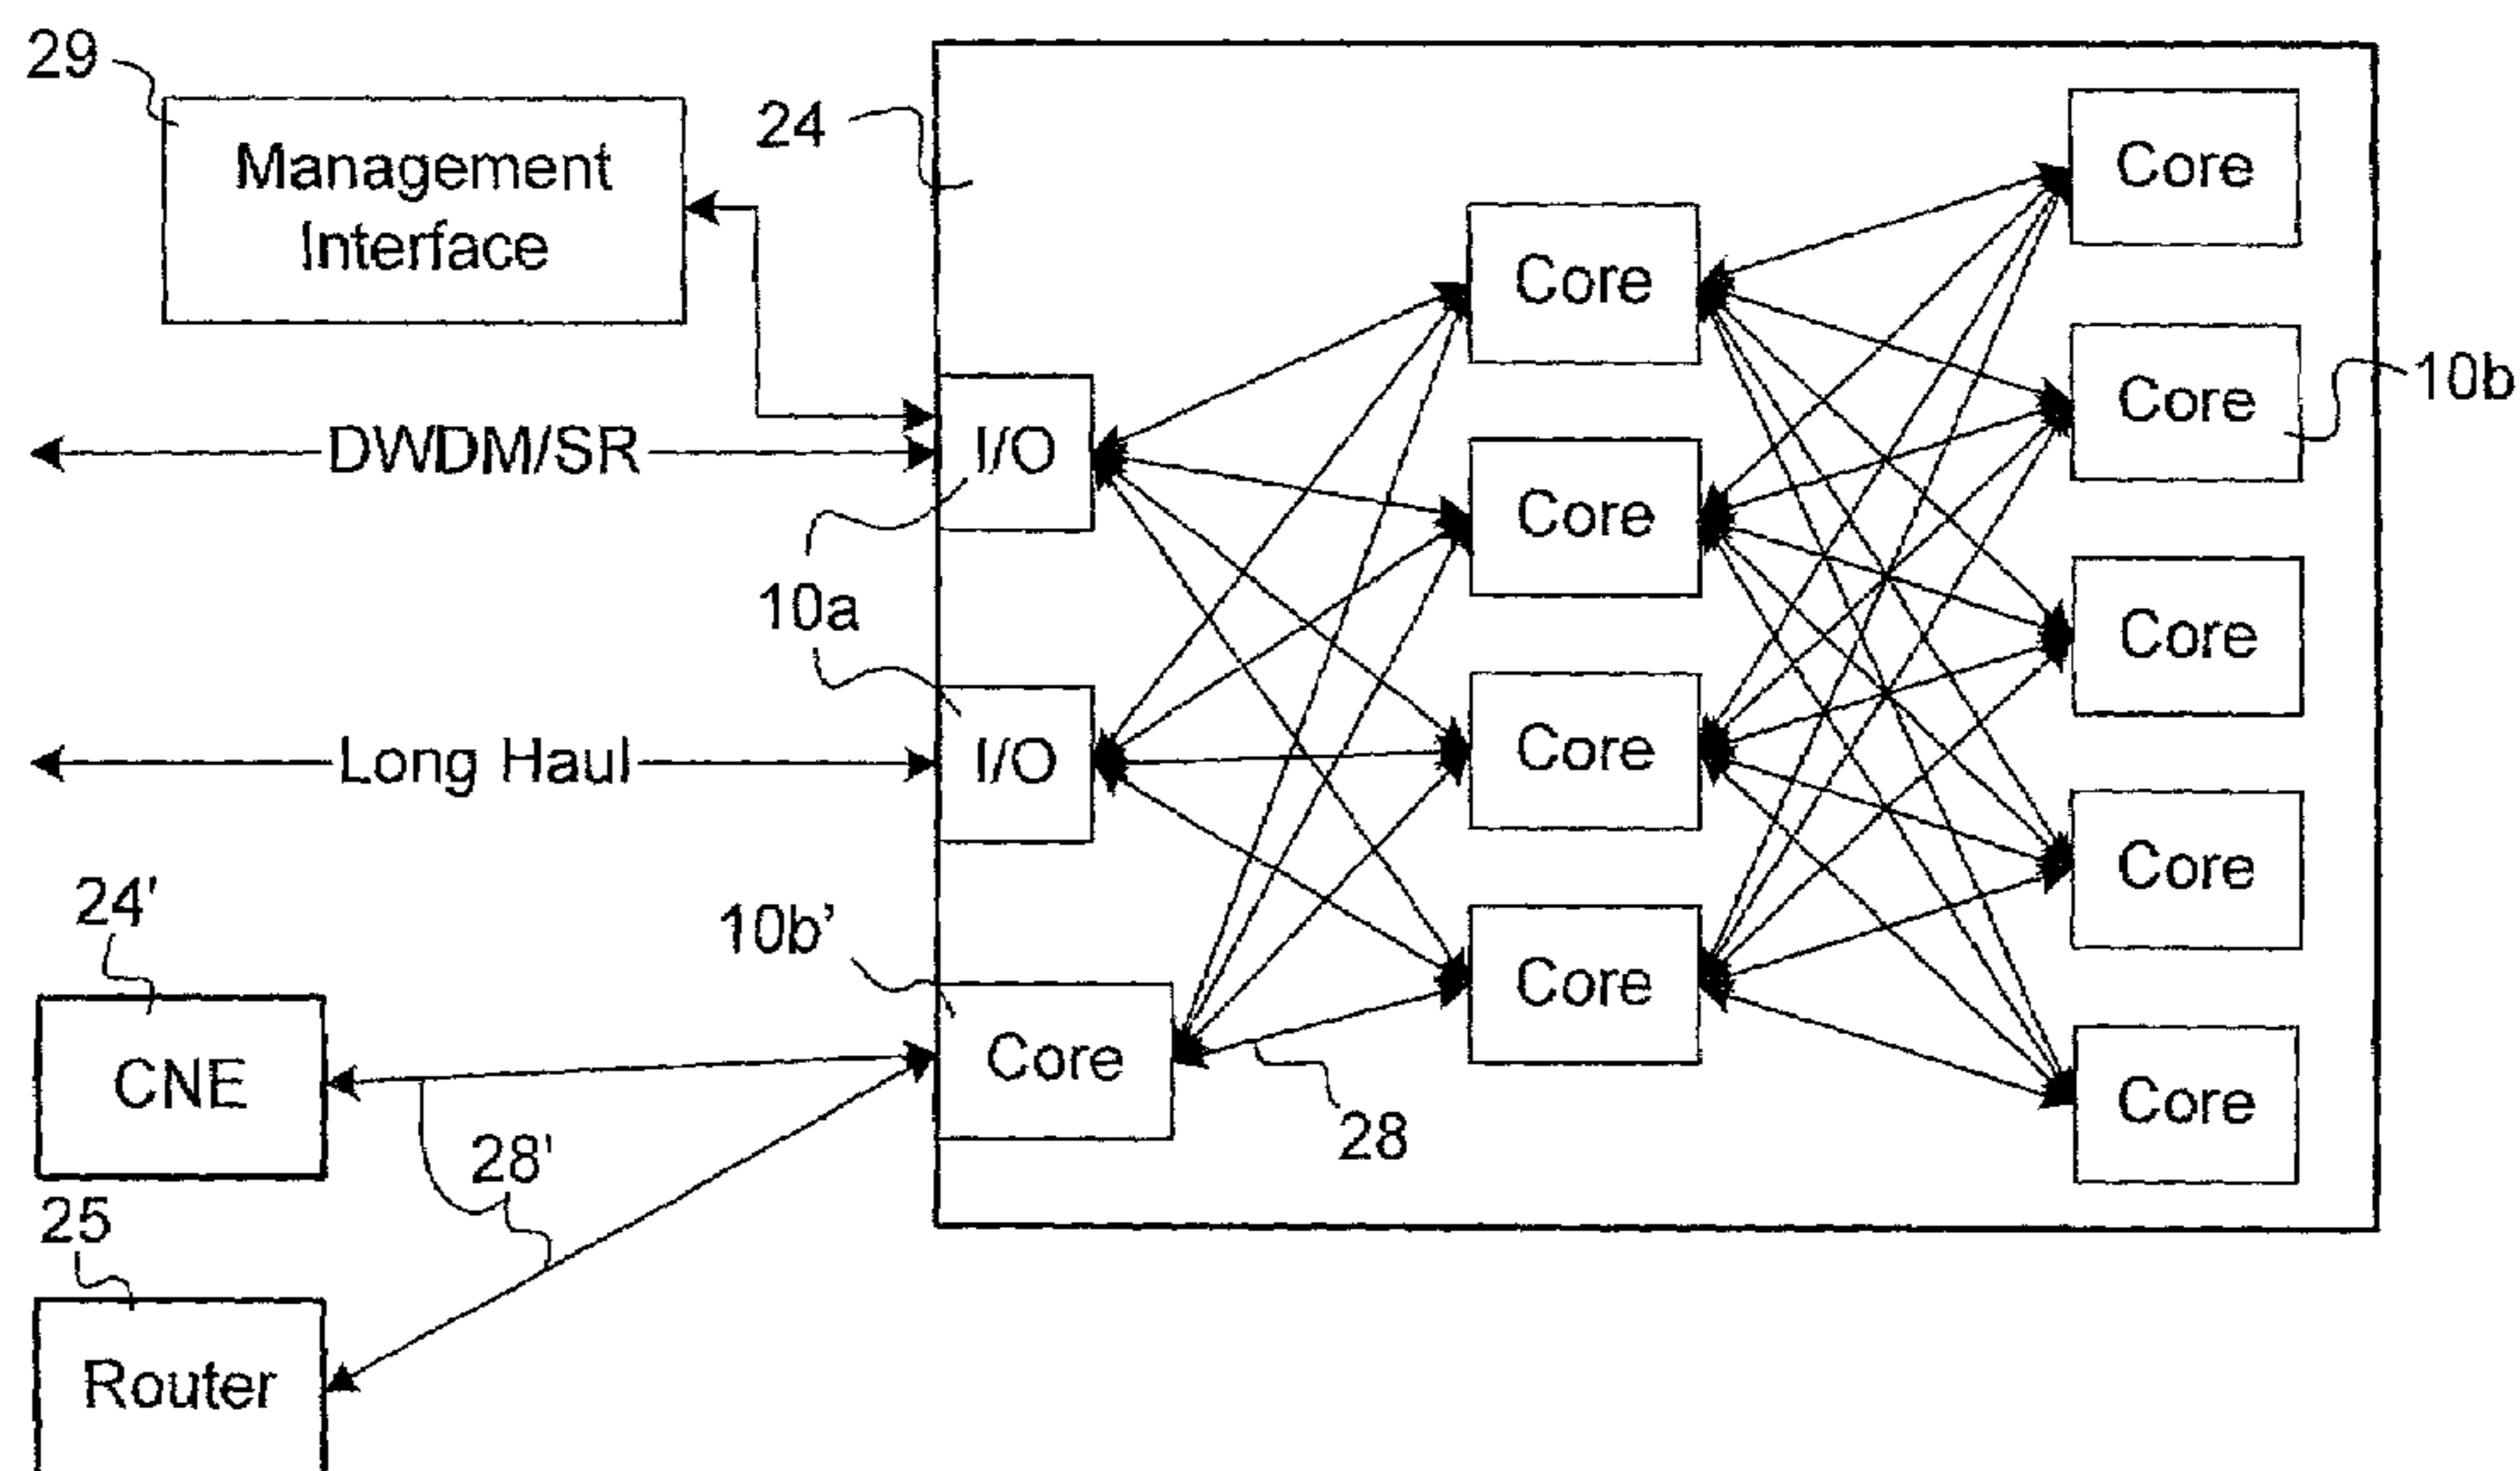 29
Management
Interface
24
Core
Core
Core
10b
DWDM/SR
I/O
Core
10a
Core
Long Haul
I/O
Core
24'
10b’
Core
Core
CNE
Core
28'
28
Core
25
Router